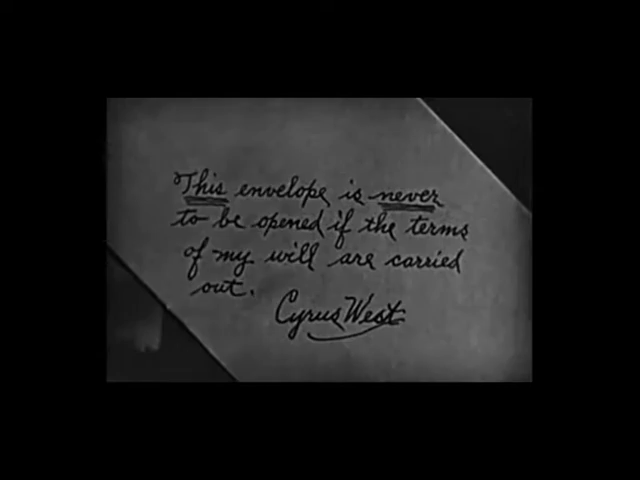 This envelope is never
to be opened if the terms
of my will are carried
out.
Cyrus West